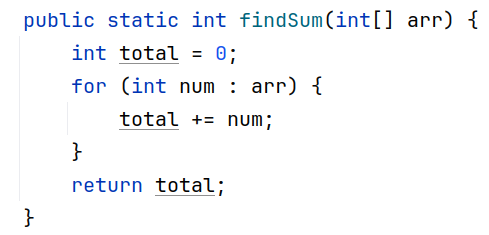 public static int findSum(int[] arr) {
    int total = 0;
    for (int num : arr) {
        total += num;
    }
    return total;
}